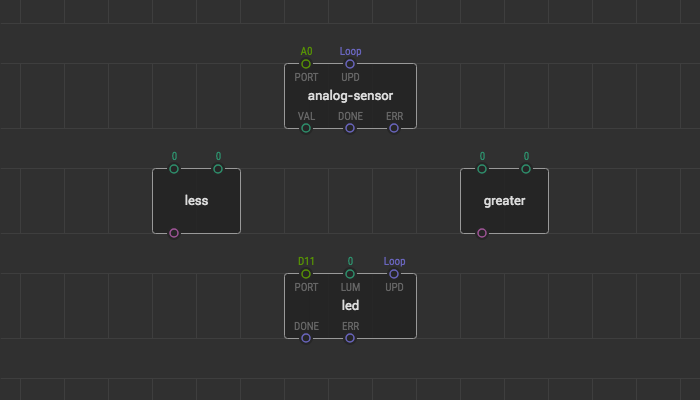 A0 Loop
PORT UPD
analog-sensor
VAL DONE ERR
0 0
less
0 0
greater
D11 0 Loop
PORT LUM UPD
led
DONE ERR